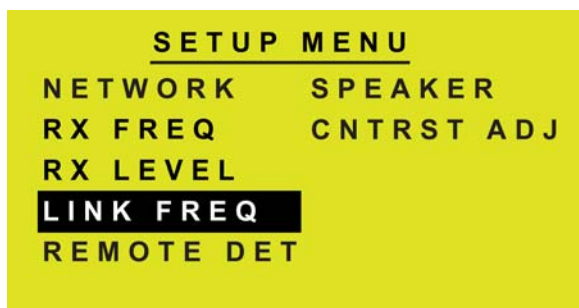 SETUP MENU
NETWORK SPEAKER
RX FREQ CNTRST ADJ
RX LEVEL
LINK FREQ
REMOTE DET